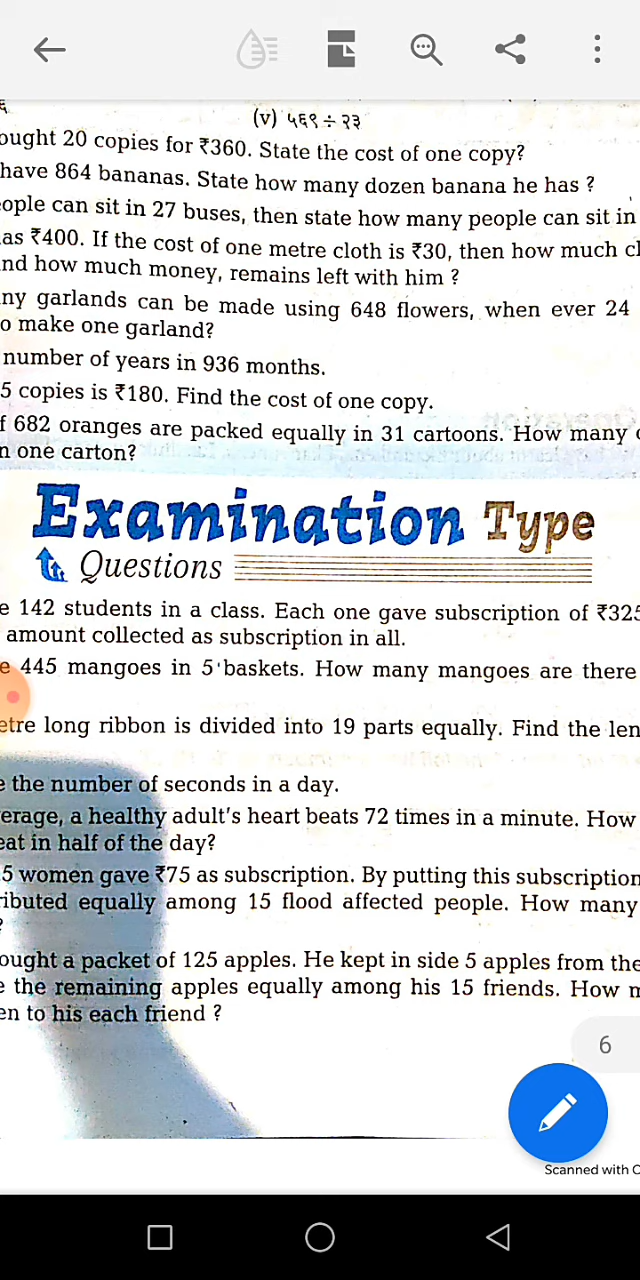 (v) ५६९ ÷ २३
ought 20 copies for ₹360. State the cost of one copy?
have 864 bananas. State how many dozen banana he has ?
ople can sit in 27 buses, then state how many people can sit in
as ₹400. If the cost of one metre cloth is ₹30, then how much cl
nd how much money, remains left with him ?
ny garlands can be made using 648 flowers, when ever 24
o make one garland?
number of years in 936 months.
5 copies is ₹180. Find the cost of one copy.
f 682 oranges are packed equally in 31 cartoons. How many
n one carton?
Examination Type
Questions
e 142 students in a class. Each one gave subscription of ₹325
amount collected as subscription in all.
e 445 mangoes in 5 baskets. How many mangoes are there
etre long ribbon is divided into 19 parts equally. Find the len
e the number of seconds in a day.
erage, a healthy adult's heart beats 72 times in a minute. How
eat in half of the day?
5 women gave ₹75 as subscription. By putting this subscription
ributed equally among 15 flood affected people. How many
?
ought a packet of 125 apples. He kept in side 5 apples from the
e the remaining apples equally among his 15 friends. How m
en to his each friend ?
6
Scanned with C